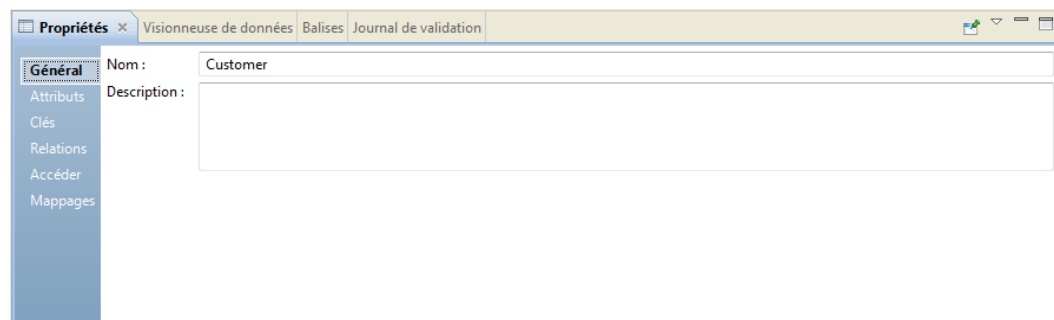 Propriétés Visionneuse de données Balises Journal de validation
Général
Attributs
Clés
Relations
Accéder
Mappages
Nom : Customer
Description :